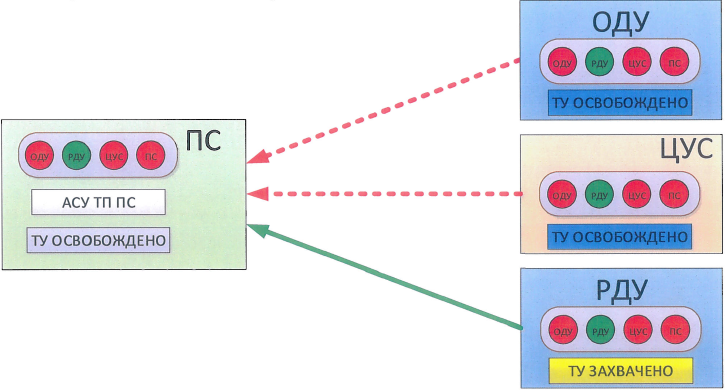 ПС
ОДУ РДУ ЦУС ПС
АСУ ТП ПС
ТУ ОСВОБОЖДЕНО
ОДУ
ОДУ РДУ ЦУС ПС
ТУ ОСВОБОЖДЕНО
ЦУС
ОДУ РДУ ЦУС ПС
ТУ ОСВОБОЖДЕНО
РДУ
ОДУ РДУ ЦУС ПС
ТУ ЗАХВАЧЕНО